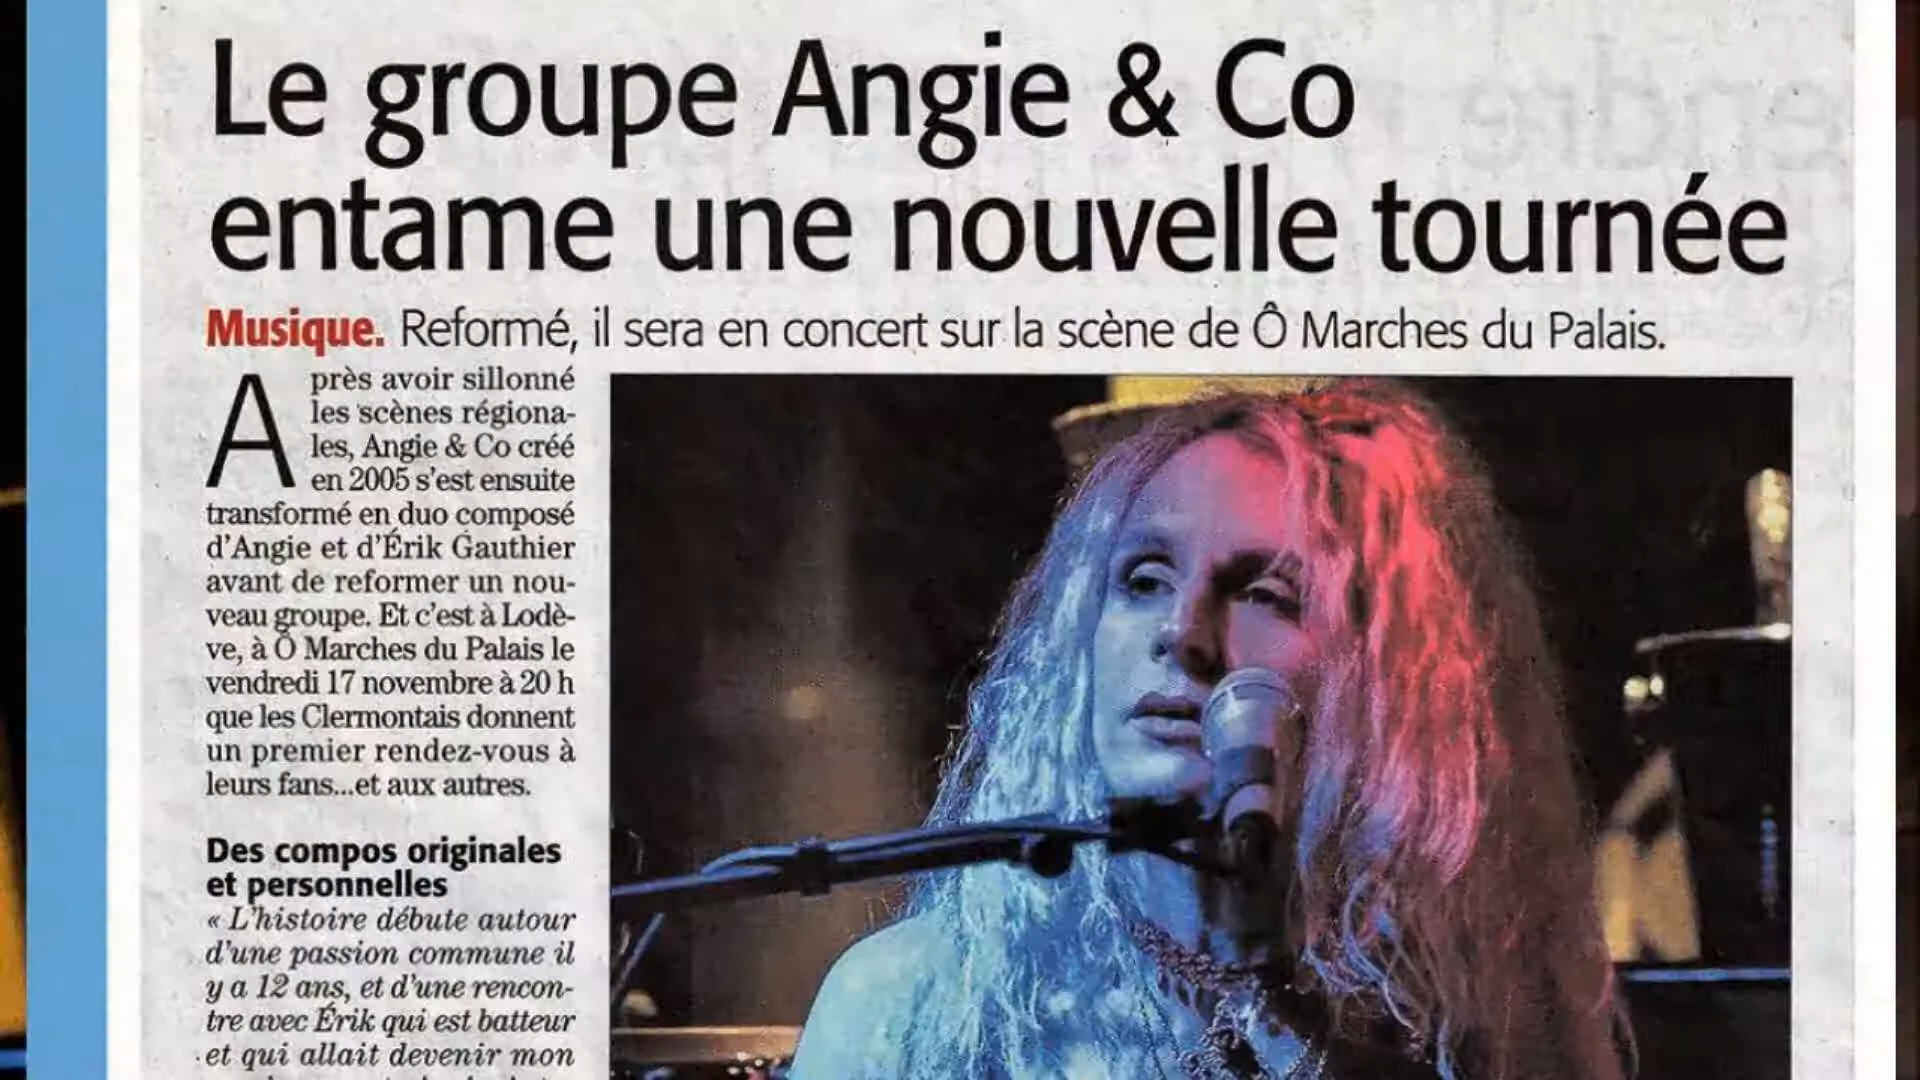 Le groupe Angie & Co
entame une nouvelle tournée
Musique. Reformé, il sera en concert sur la scène de Ô Marches du Palais.
Après avoir sillonné
les scènes régiona-
les, Angie & Co créé
en 2005 s'est ensuite
transformé en duo composé
d'Angie et d'Érik Gauthier
avant de reformer un nou-
veau groupe. Et c'est à Lodè-
ve, à Ô Marches du Palais le
vendredi 17 novembre à 20 h
que les Clermontais donnent
un premier rendez-vous à
leurs fans...et aux autres.
Des compos originales
et personnelles
« L'histoire débute autour
d'une passion commune il
y a 12 ans, et d'une rencon-
tre avec Érik qui est batteur
et qui allait devenir mon